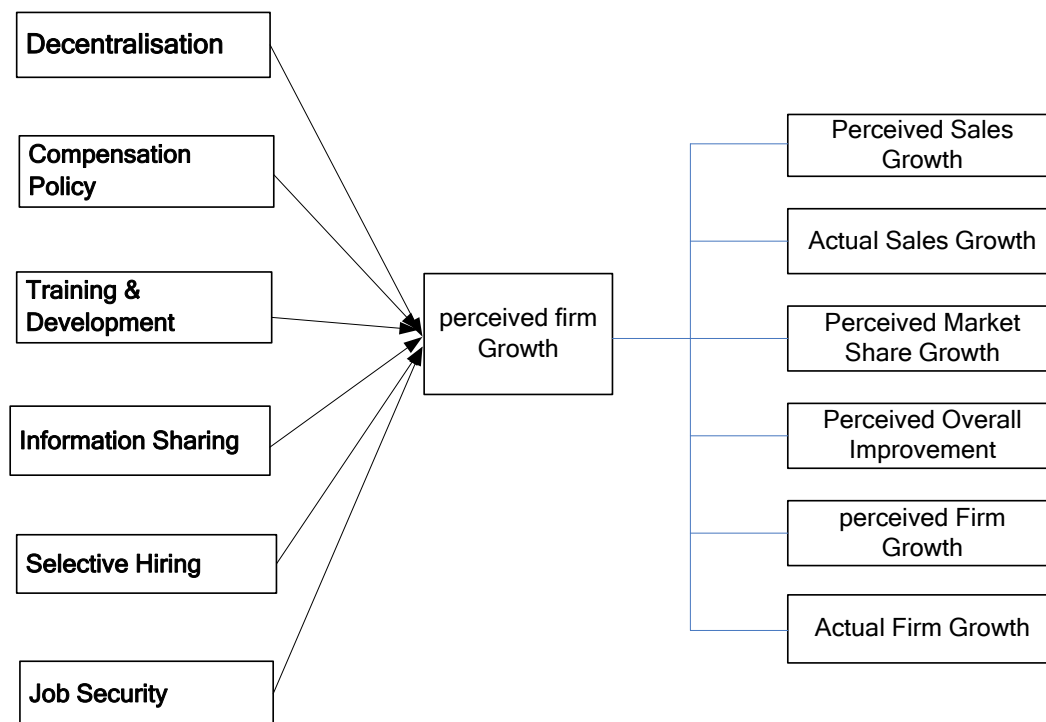 Decentralisation
Compensation
Policy
Training &
Development
Information Sharing
Selective Hiring
Job Security
perceived firm
Growth
Perceived Sales
Growth
Actual Sales Growth
Perceived Market
Share Growth
Perceived Overall
Improvement
perceived Firm
Growth
Actual Firm Growth